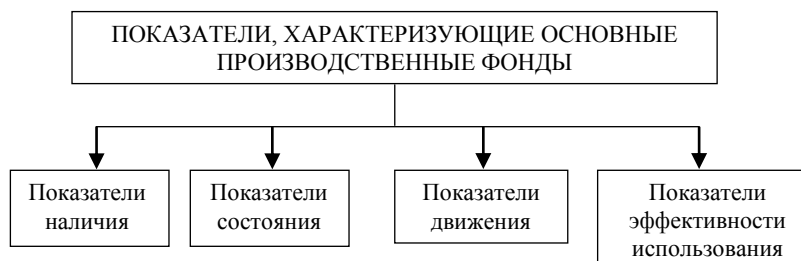 ПОКАЗАТЕЛИ, ХАРАКТЕРИЗУЮЩИЕ ОСНОВНЫЕ
ПРОИЗВОДСТВЕННЫЕ ФОНДЫ
Показатели
наличия
Показатели
состояния
Показатели
движения
Показатели
эффективности
использования